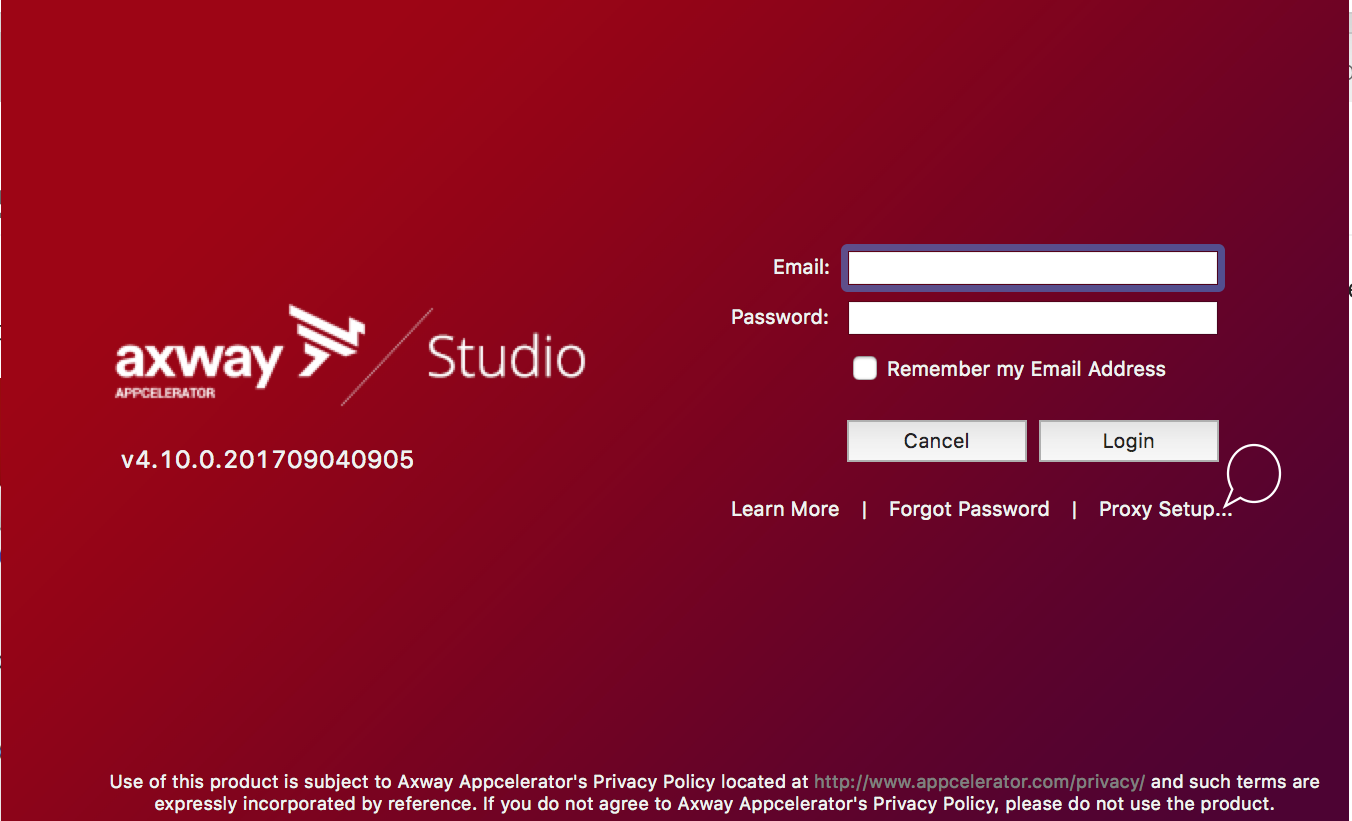 Email:
Password:
axway
APPCELERATOR
Studio
Remember my Email Address
v4.10.0.201709040905
Cancel
Login
Learn More | Forgot Password | Proxy Setup...
Use of this product is subject to Axway Appcelerator's Privacy Policy located at http://www.appcelerator.com/privacy/ and such terms are
expressly incorporated by reference. If you do not agree to Axway Appcelerator's Privacy Policy, please do not use the product.